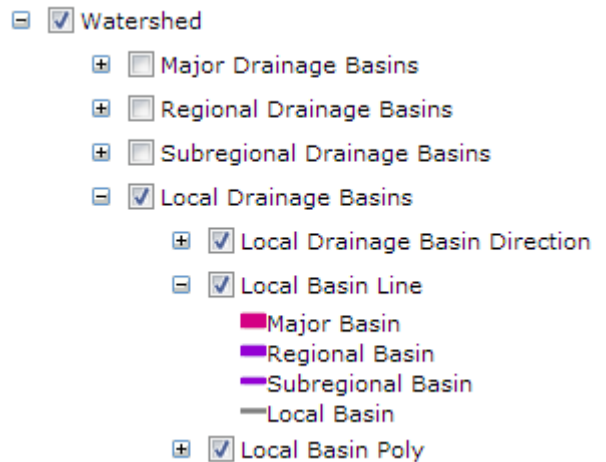 Watershed
Major Drainage Basins
Regional Drainage Basins
Subregional Drainage Basins
Local Drainage Basins
Local Drainage Basin Direction
Local Basin Line
Major Basin
Regional Basin
Subregional Basin
Local Basin
Local Basin Poly